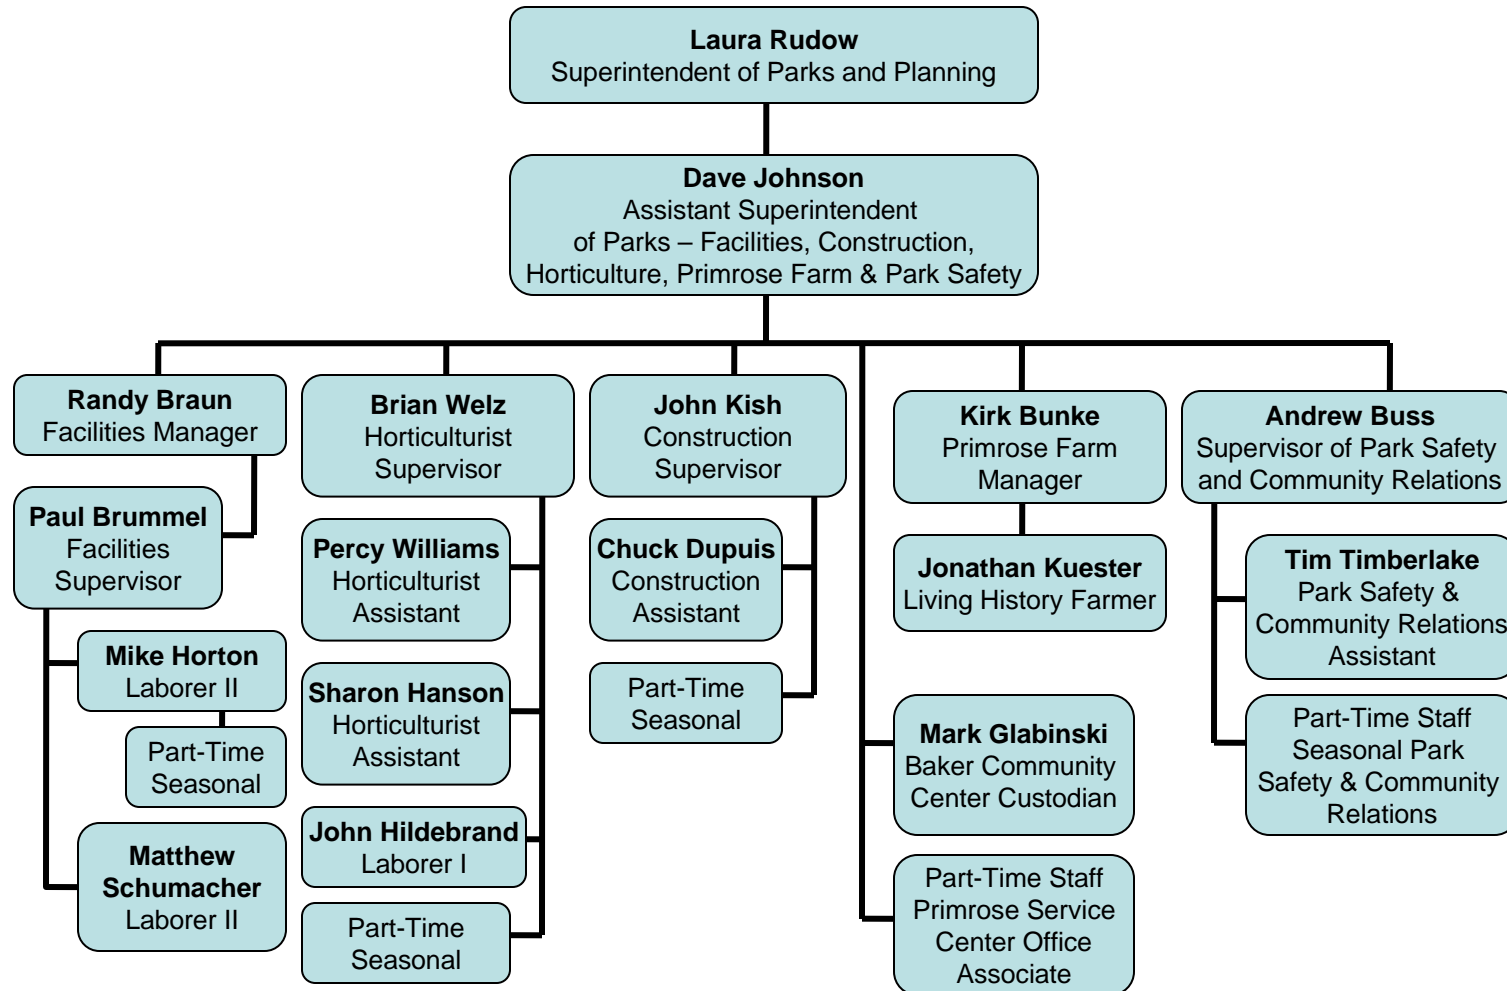 Laura Rudow
Superintendent of Parks and Planning
Dave Johnson
Assistant Superintendent
of Parks – Facilities, Construction,
Horticulture, Primrose Farm & Park Safety
Randy Braun
Facilities Manager
Paul Brummel
Facilities
Supervisor
Mike Horton
Laborer II
Part-Time
Seasonal
Matthew
Schumacher
Laborer II
Brian Welz
Horticulturist
Supervisor
Percy Williams
Horticulturist
Assistant
Sharon Hanson
Horticulturist
Assistant
John Hildebrand
Laborer I
Part-Time
Seasonal
John Kish
Construction
Supervisor
Chuck Dupuis
Construction
Assistant
Part-Time
Seasonal
Kirk Bunke
Primrose Farm
Manager
Jonathan Kuester
Living History Farmer
Mark Glabinski
Baker Community
Center Custodian
Part-Time Staff
Primrose Service
Center Office
Associate
Andrew Buss
Supervisor of Park Safety
and Community Relations
Tim Timberlake
Park Safety &
Community Relations
Assistant
Part-Time Staff
Seasonal Park
Safety & Community
Relations